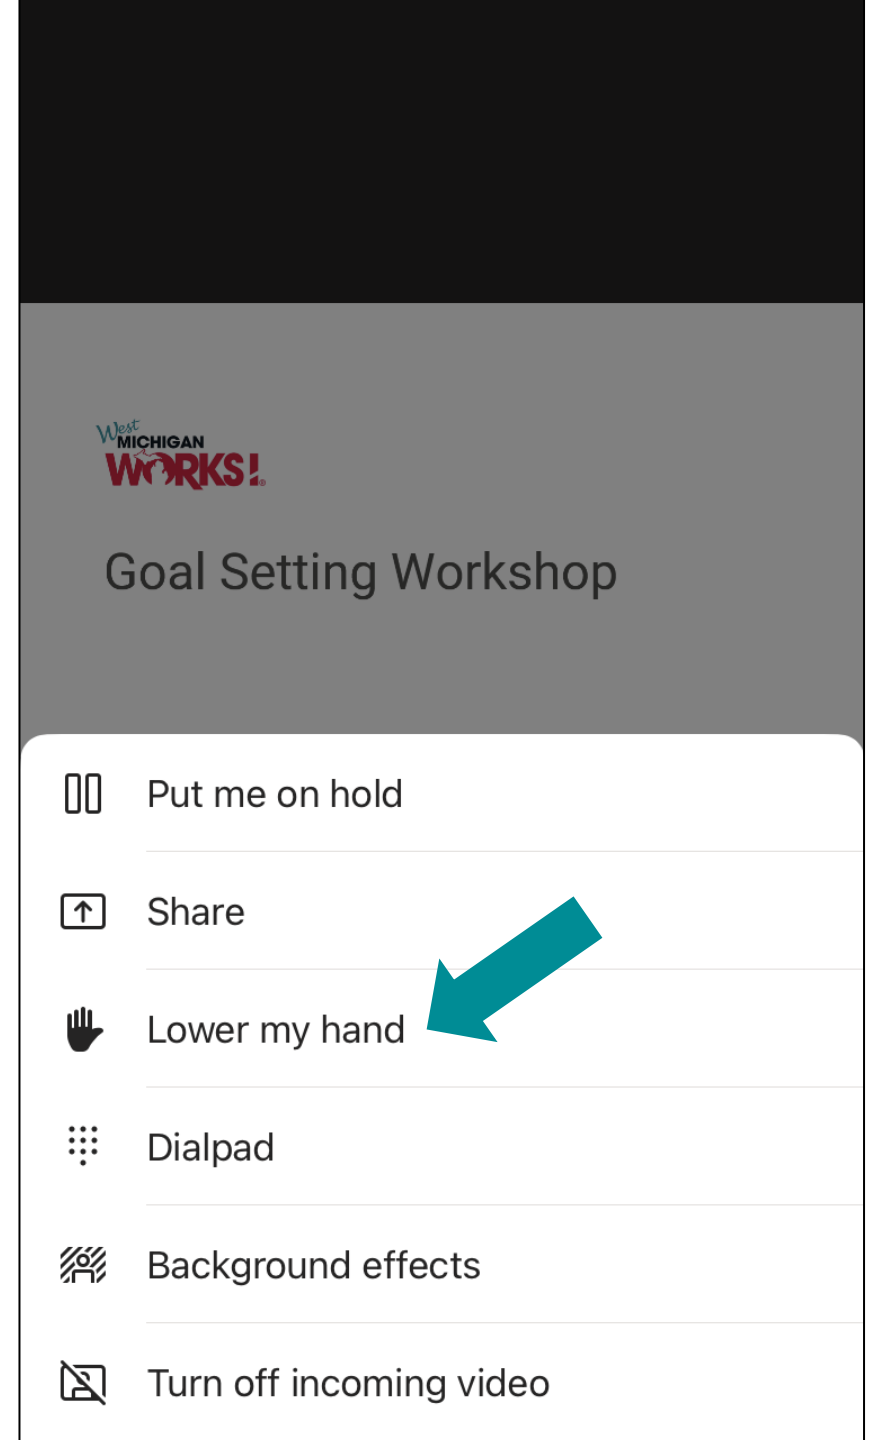 West
MICHIGAN
WORKS!®
Goal Setting Workshop
Put me on hold
Share
Lower my hand
Dialpad
Background effects
Turn off incoming video